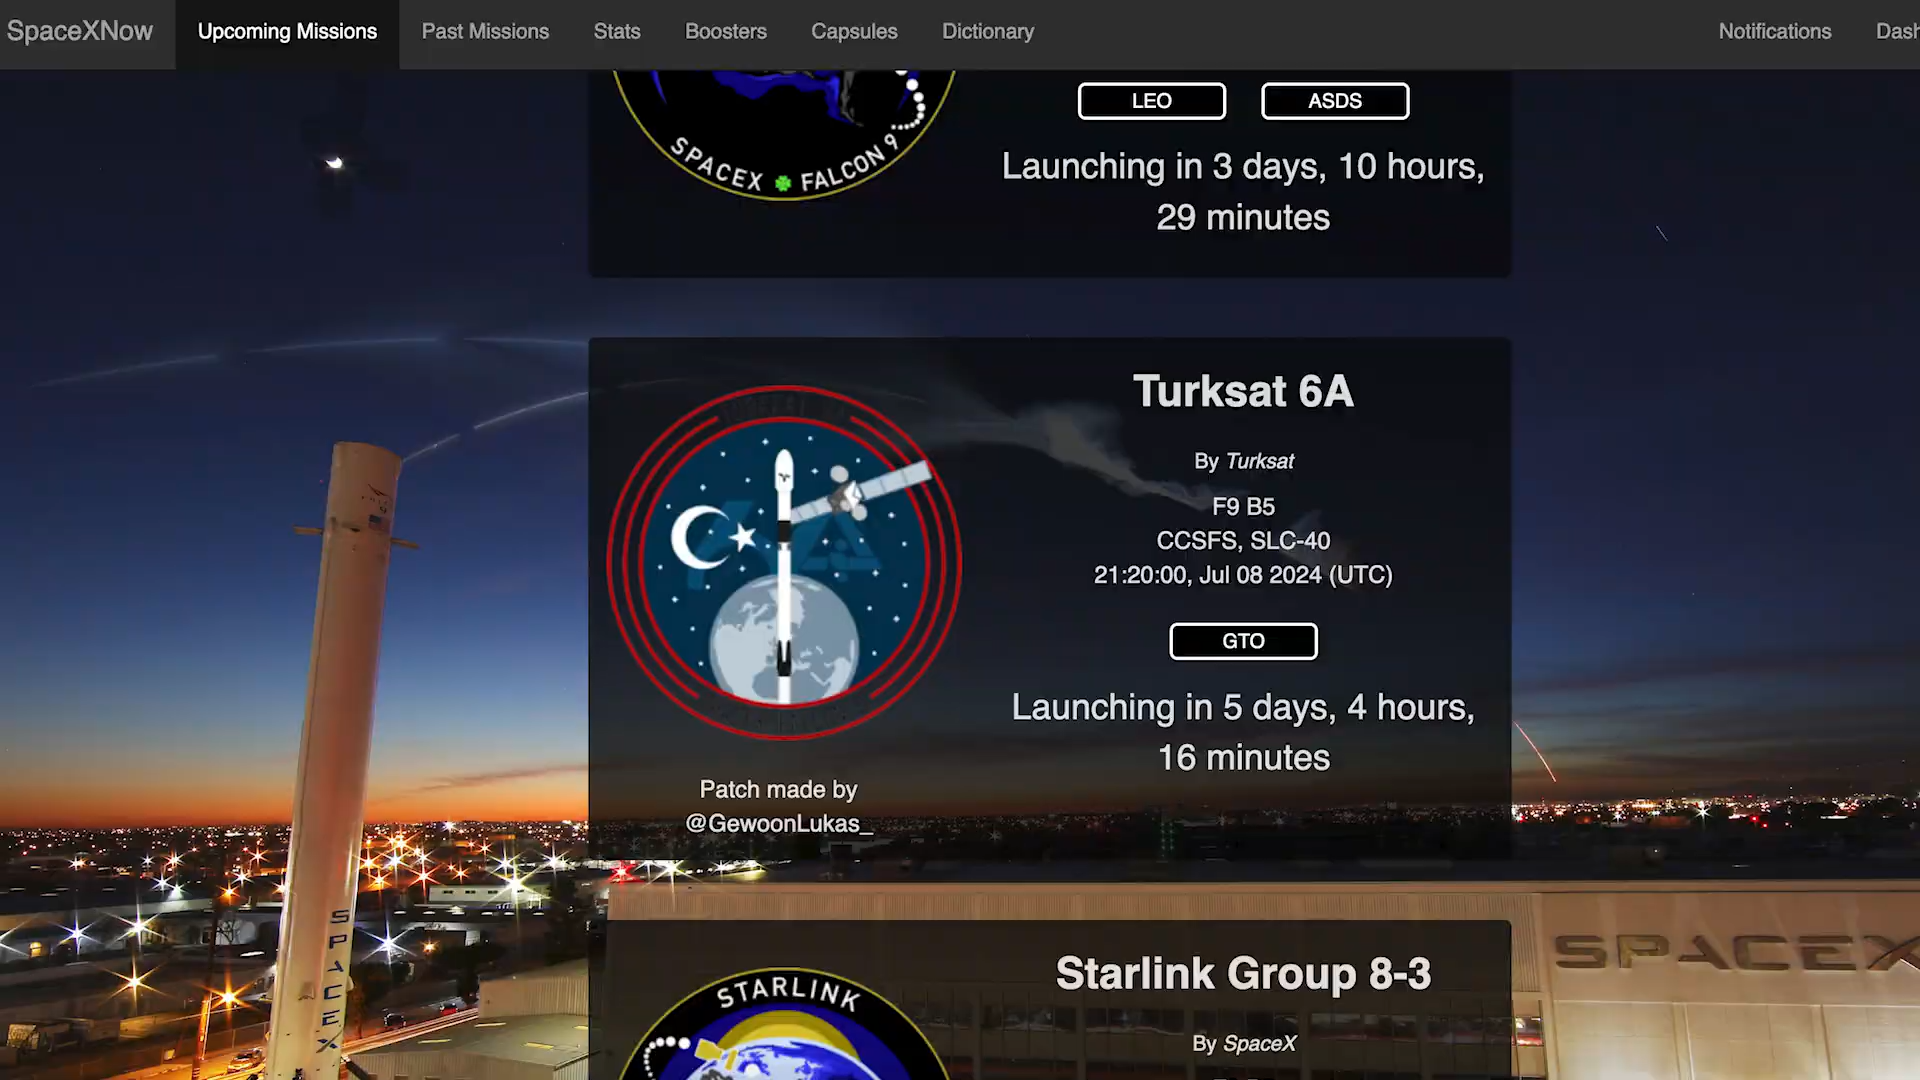 SpaceXNow
Upcoming Missions
Past Missions
Stats
Boosters
Capsules
Dictionary
Notifications
SPACEX FALCON 9
LEO
ASDS
Launching in 3 days, 10 hours,
29 minutes
Turksat 6A
By Turksat
F9 B5
CCSFS, SLC-40
21:20:00, Jul 08 2024 (UTC)
GTO
Launching in 5 days, 4 hours,
16 minutes
Patch made by
@GewoonLukas_
Starlink Group 8-3
By SpaceX
STARLINK
SPACEX
SPACEX